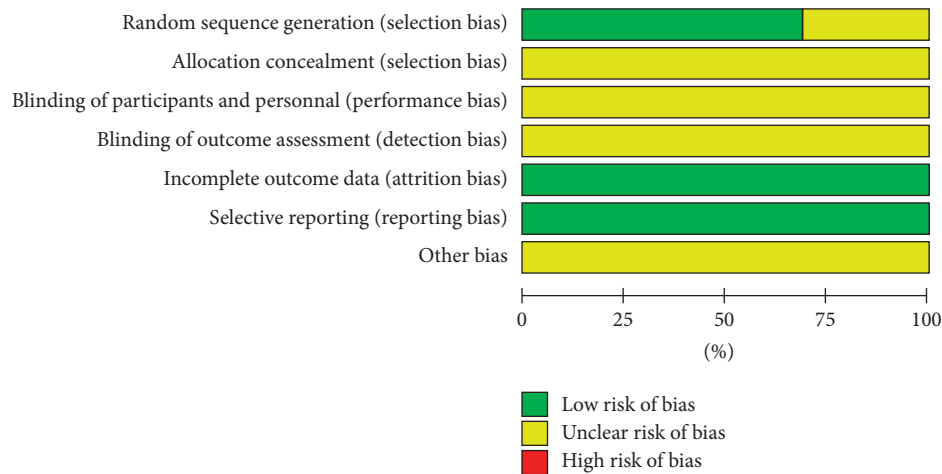 Random sequence generation (selection bias)
Allocation concealment (selection bias)
Blinding of participants and personnal (performance bias)
Blinding of outcome assessment (detection bias)
Incomplete outcome data (attrition bias)
Selective reporting (reporting bias)
Other bias
0 25 50 75 100
(%)
Low risk of bias
Unclear risk of bias
High risk of bias